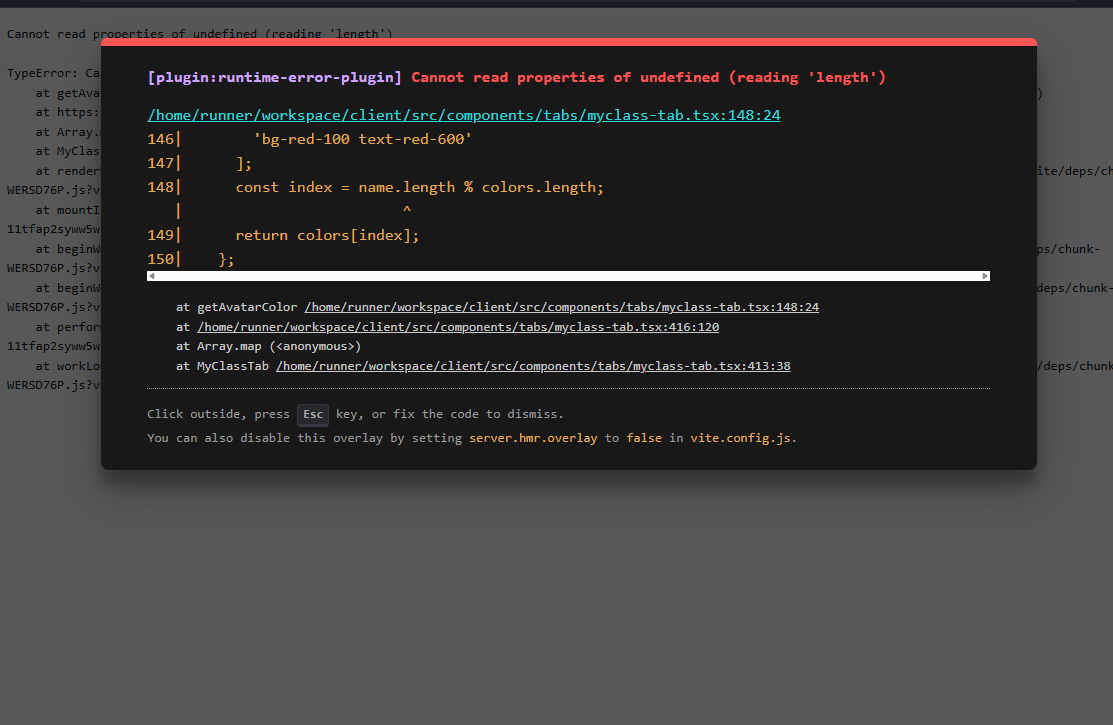 Cannot read properties of undefined (reading 'length')
TypeError: Ca
at getAva
)
at https:
at Array.
at MyClas
at render
ite/deps/ch
WERSD76P.js?v
at mountI
11tfap2syww5w
at beginW
ps/chunk-
WERSD76P.js?v
at beginW
deps/chunk-
WERSD76P.js?v
at perfor
11tfap2syww5w
at workLo
/deps/chunk
WERSD76P.js?v
[plugin:runtime-error-plugin] Cannot read properties of undefined (reading 'length')
/home/runner/workspace/client/src/components/tabs/myclass-tab.tsx:148:24
146|        'bg-red-100 text-red-600'
147|      ];
148|      const index = name.length % colors.length;
   |                         ^
149|      return colors[index];
150|    };
at getAvatarColor /home/runner/workspace/client/src/components/tabs/myclass-tab.tsx:148:24
at /home/runner/workspace/client/src/components/tabs/myclass-tab.tsx:416:120
at Array.map (<anonymous>)
at MyClassTab /home/runner/workspace/client/src/components/tabs/myclass-tab.tsx:413:38
Click outside, press Esc key, or fix the code to dismiss.
You can also disable this overlay by setting server.hmr.overlay to false in vite.config.js.